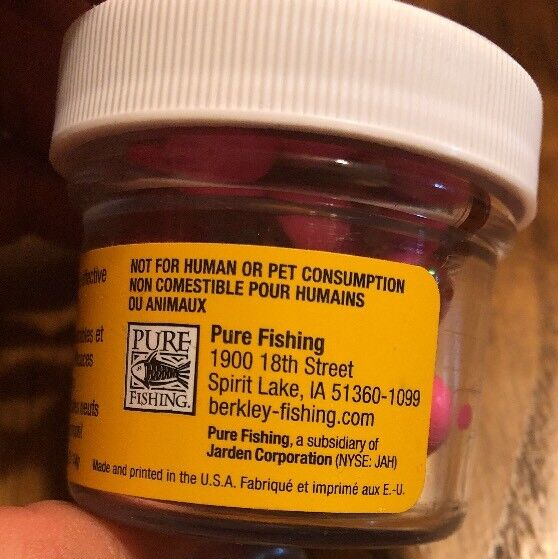 NOT FOR HUMAN OR PET CONSUMPTION
NON COMESTIBLE POUR HUMAINS
OU ANIMAUX
PURE
FISHING.
Pure Fishing
1900 18th Street
Spirit Lake, IA 51360-1099
berkley-fishing.com
Pure Fishing, a subsidiary of
Jarden Corporation (NYSE: JAH)
Made and printed in the U.S.A. Fabriqué et imprimé aux E.-U.